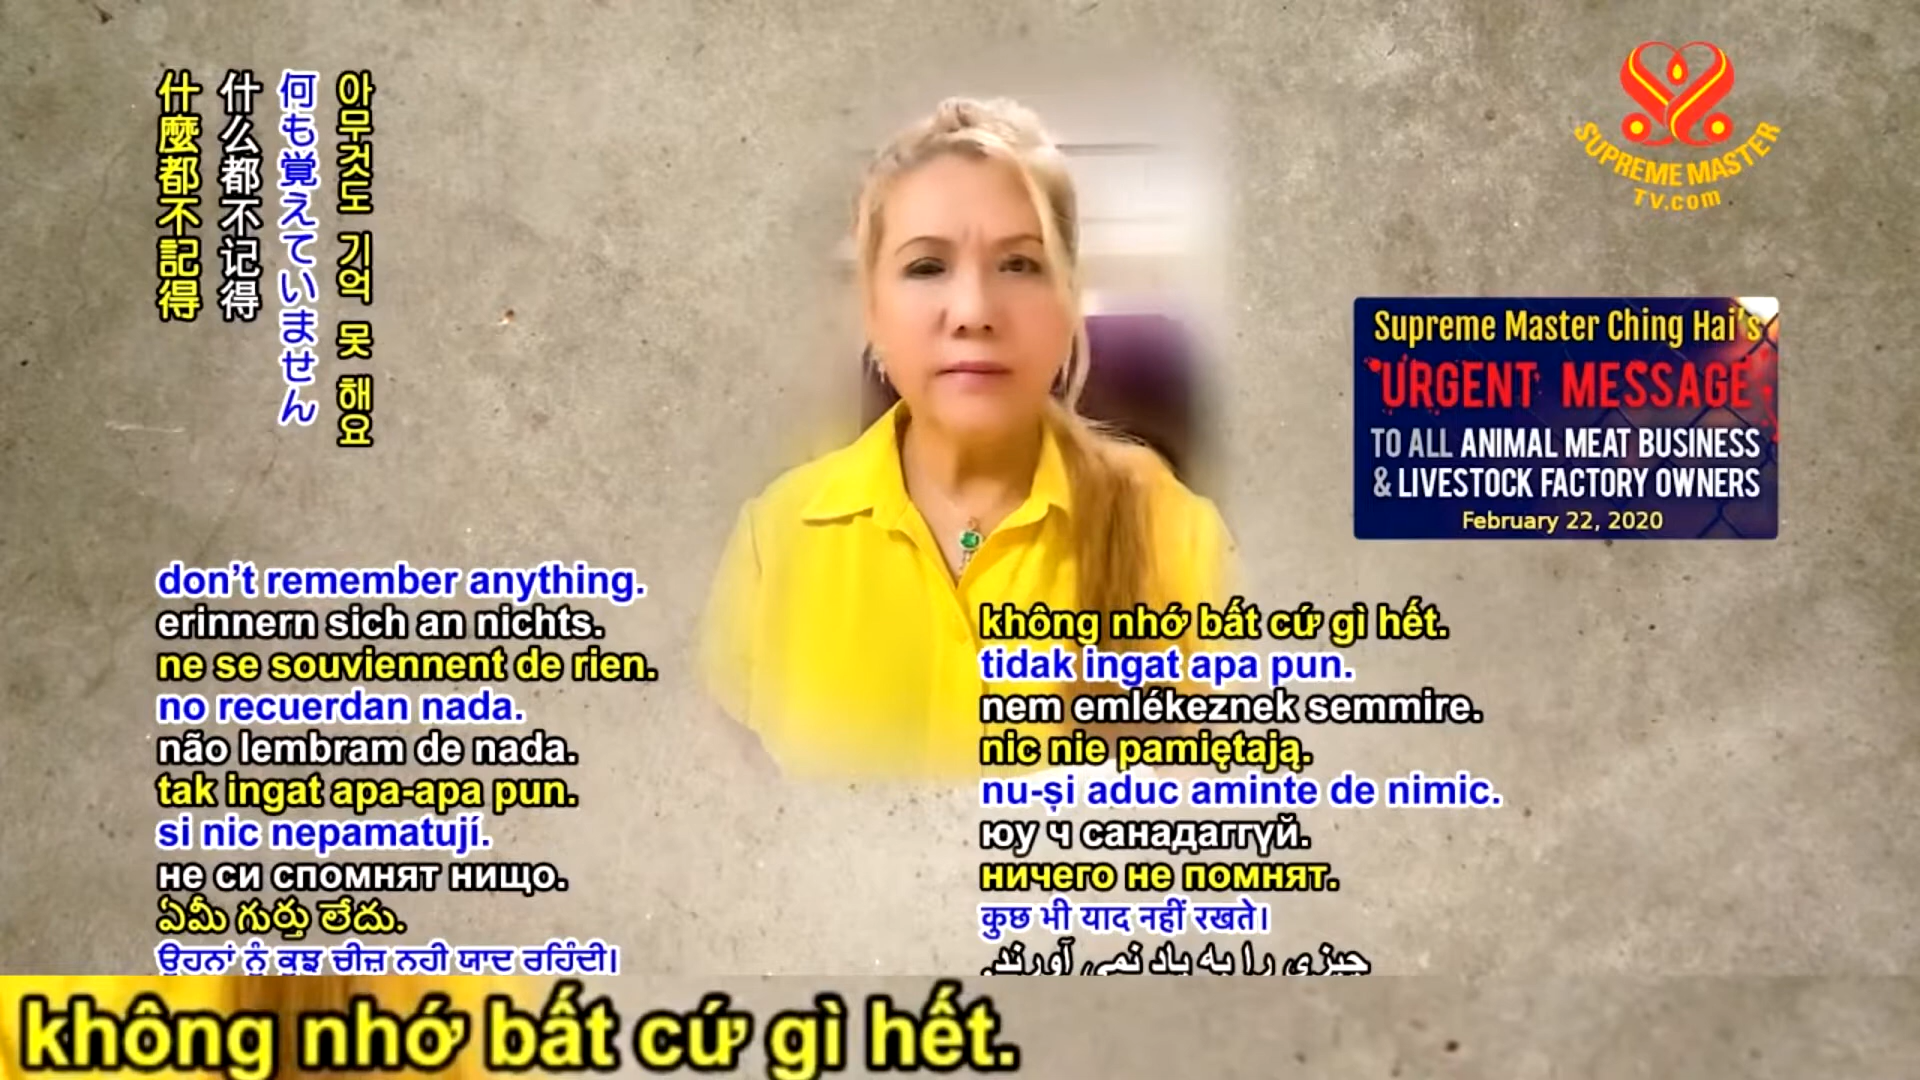 什麼都不記得
什么都不记得
何も覚えていません
아무것도 기억 못 해요
SUPREME MASTER
TV.com
Supreme Master Ching Hai's
URGENT MESSAGE
TO ALL ANIMAL MEAT BUSINESS
& LIVESTOCK FACTORY OWNERS
February 22, 2020
don't remember anything.
erinnern sich an nichts.
ne se souviennent de rien.
no recuerdan nada.
não lembram de nada.
tak ingat apa-apa pun.
si nic nepamatují.
не си спомнят нищо.
ఏమీ గుర్తు లేదు.
ਉਹਨਾਂ ਨੂੰ ਕੁਝ ਚੀਜ਼ ਨਹੀ ਯਾਦ ਰਹਿੰਦੀ।
không nhớ bất cứ gì hết.
tidak ingat apa pun.
nem emlékeznek semmire.
nic nie pamiętają.
nu-și aduc aminte de nimic.
юу ч санадаггүй.
ничего не помнят.
कुछ भी याद नहीं रखते।
چیزی را به یاد نمی آورند.
không nhớ bất cứ gì hết.